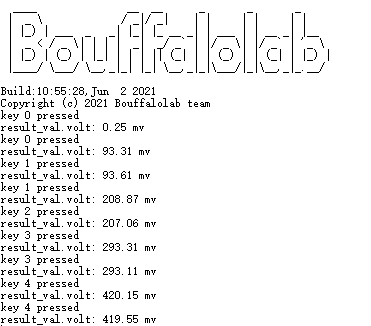 Bouffalolab
Build:10:55:28,Jun  2 2021
Copyright (c) 2021 Bouffalolab team
key 0 pressed
result_val.volt: 0.25 mv
key 0 pressed
result_val.volt: 93.31 mv
key 1 pressed
result_val.volt: 93.61 mv
key 1 pressed
result_val.volt: 208.87 mv
key 2 pressed
result_val.volt: 207.06 mv
key 3 pressed
result_val.volt: 293.31 mv
key 3 pressed
result_val.volt: 293.11 mv
key 4 pressed
result_val.volt: 420.15 mv
key 4 pressed
result_val.volt: 419.55 mv